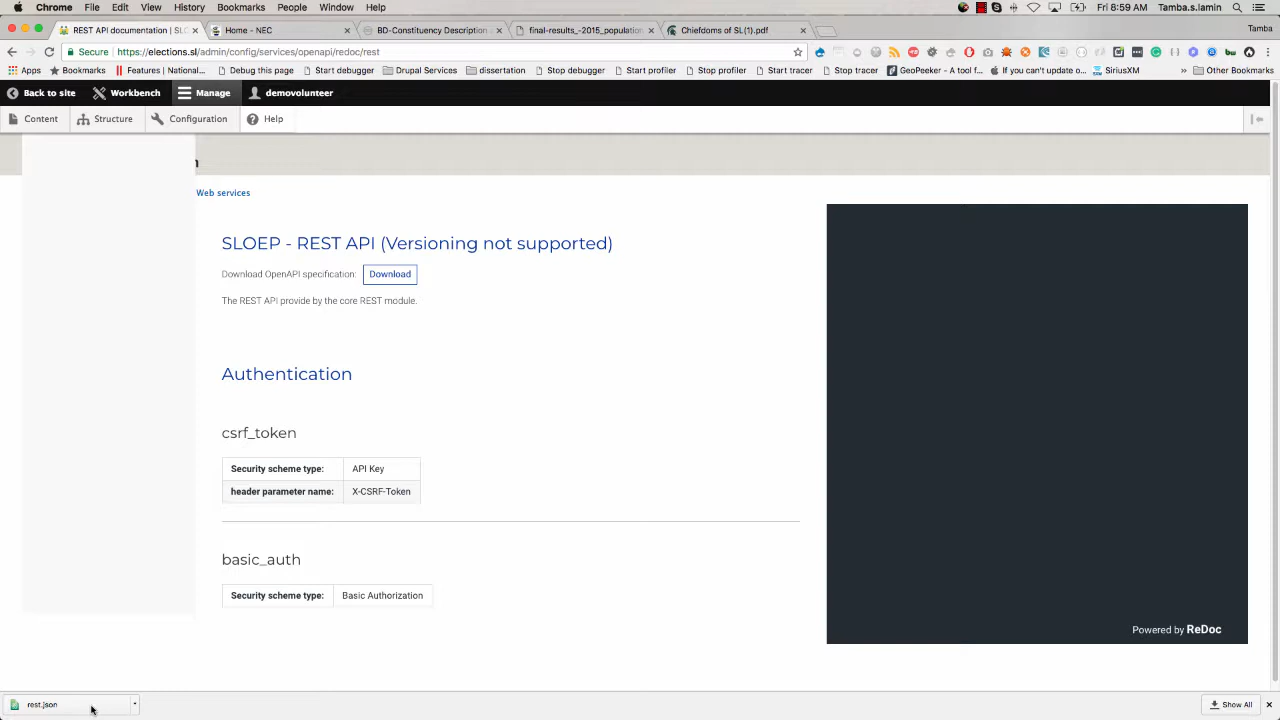 Chrome File Edit View History Bookmarks People Window Help Fri 8:59 AM Tamba.s.lamin
REST API documentation | SL Home - NEC BD-Constituency Description final-results_-2015_population Chiefdoms of SL(1).pdf Tamba
Secure https://elections.sl/admin/config/services/openapi/redoc/rest
Apps Bookmarks Features | National... Debug this page Start debugger Drupal Services dissertation Stop debugger Start profiler Stop profiler Start tracer Stop tracer GeoPeeker - A tool f... If you can't update o... SiriusXM » Other Bookmarks
Back to site Workbench Manage demovolunteer
Content Structure Configuration Help
n
Web services
SLOEP - REST API (Versioning not supported)
Download OpenAPI specification: Download
The REST API provide by the core REST module.
Authentication
csrf_token
Security scheme type: API Key
header parameter name: X-CSRF-Token
basic_auth
Security scheme type: Basic Authorization
Powered by ReDoc
rest.json Show All